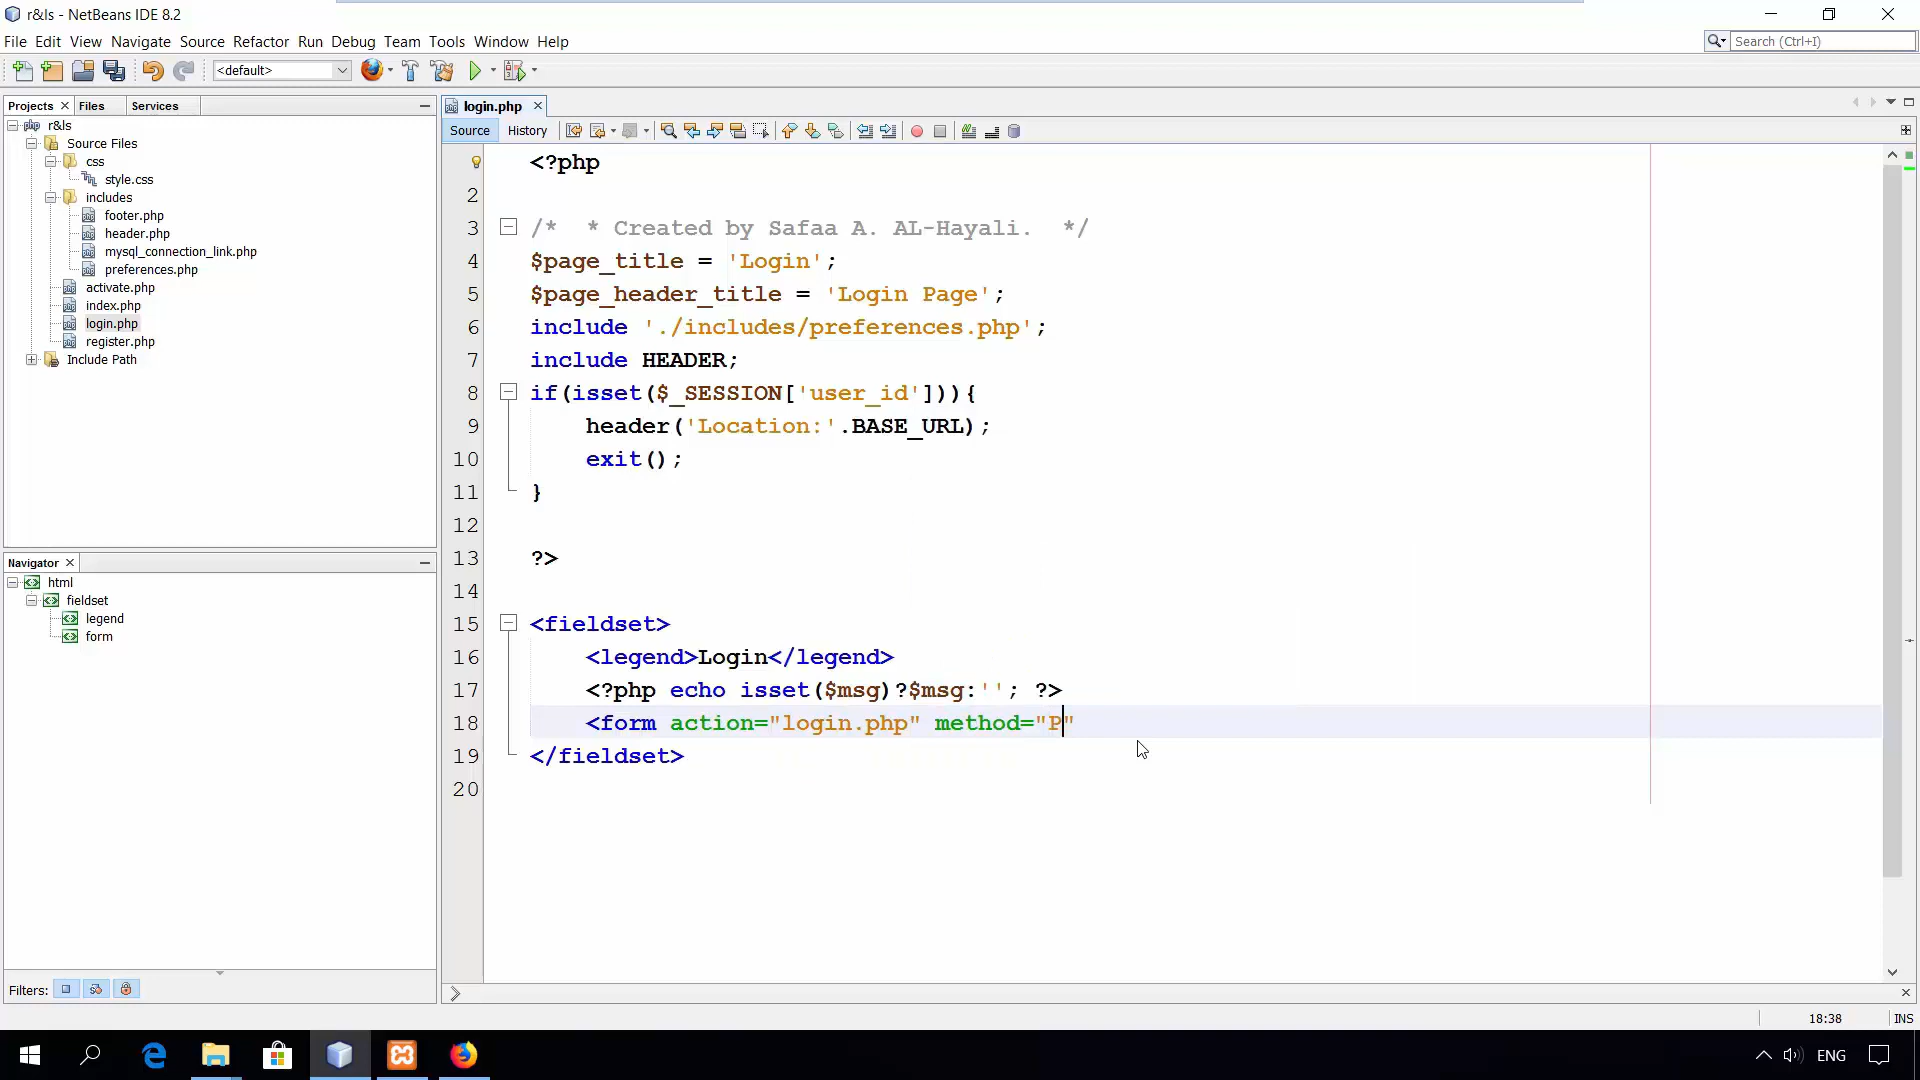 r&ls - NetBeans IDE 8.2
File Edit View Navigate Source Refactor Run Debug Team Tools Window Help
Search (Ctrl+I)
<default>
Projects Files Services
r&ls
Source Files
css
style.css
includes
footer.php
header.php
mysql_connection_link.php
preferences.php
activate.php
index.php
login.php
register.php
Include Path
Navigator
html
fieldset
legend
form
Filters:
login.php
Source History
<?php
2
3 /*  * Created by Safaa A. AL-Hayali.  */
4 $page_title = 'Login';
5 $page_header_title = 'Login Page';
6 include './includes/preferences.php';
7 include HEADER;
8 if(isset($_SESSION['user_id'])){
9     header('Location:'.BASE_URL);
10     exit();
11 }
12
13 ?>
14
15 <fieldset>
16     <legend>Login</legend>
17     <?php echo isset($msg)?$msg:''; ?>
18     <form action="login.php" method="P"
19 </fieldset>
20
18:38 INS
ENG